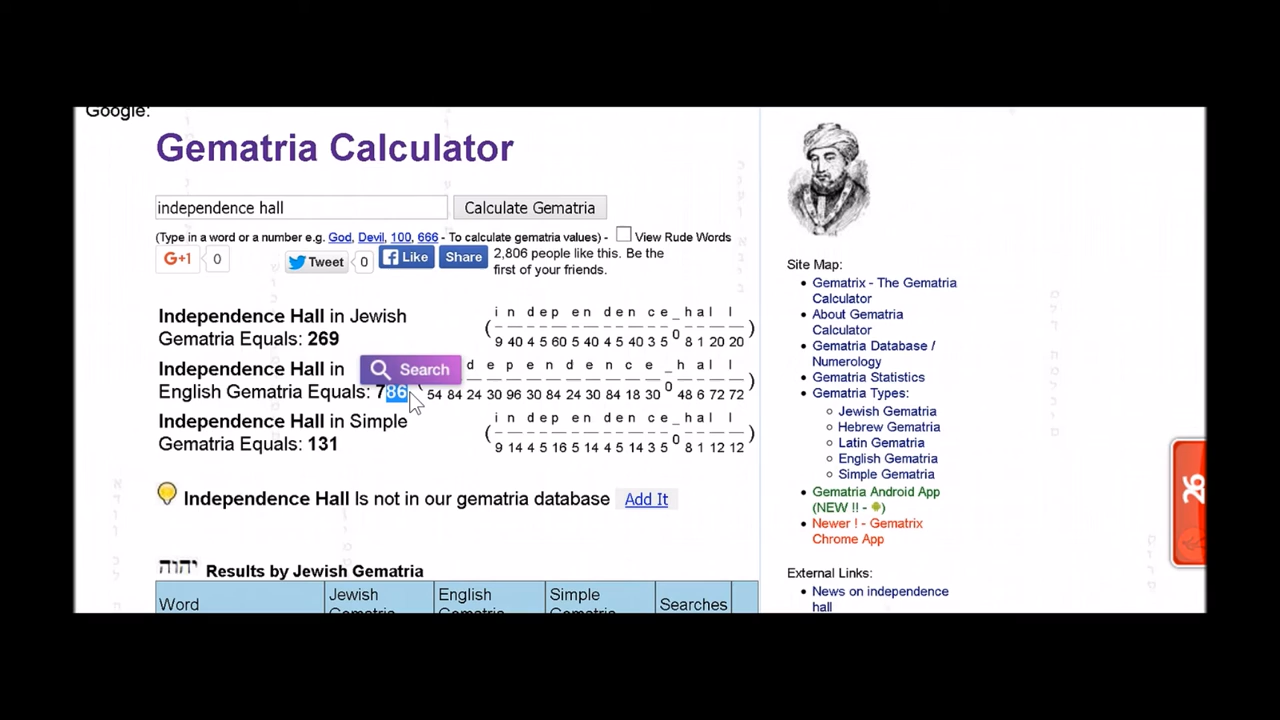 Google:
Gematria Calculator
independence hall
Calculate Gematria
(Type in a word or a number e.g. God, Devil, 100, 666 - To calculate gematria values) - View Rude Words
G+1 0 Tweet 0 Like Share
2,806 people like this. Be the
first of your friends.
Independence Hall in Jewish
Gematria Equals: 269
i n d e p e n d e n c e _ h a l l
9 40 4 5 60 5 40 4 5 40 3 5 0 8 1 20 20
Independence Hall in
English Gematria Equals: 786
Search
d e p e n d e n c e _ h a l l
54 84 24 30 96 30 84 24 30 84 18 30 0 48 6 72 72
Independence Hall in Simple
Gematria Equals: 131
i n d e p e n d e n c e _ h a l l
9 14 4 5 16 5 14 4 5 14 3 5 0 8 1 12 12
Independence Hall Is not in our gematria database Add It
יהוה Results by Jewish Gematria
Word
Jewish
Gematria
English
Gematria
Simple
Gematria
Searches
Site Map:
Gematrix - The Gematria
Calculator
About Gematria
Calculator
Gematria Database /
Numerology
Gematria Statistics
Gematria Types:
Jewish Gematria
Hebrew Gematria
Latin Gematria
English Gematria
Simple Gematria
Gematria Android App
(NEW !! - )
Newer ! - Gematrix
Chrome App
External Links:
News on independence
hall
26